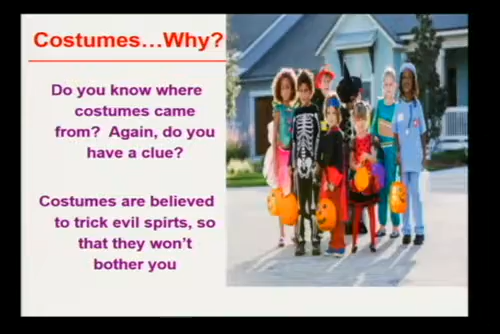 Costumes…Why?
Do you know where
costumes came
from? Again, do you
have a clue?
Costumes are believed
to trick evil spirts, so
that they won't
bother you